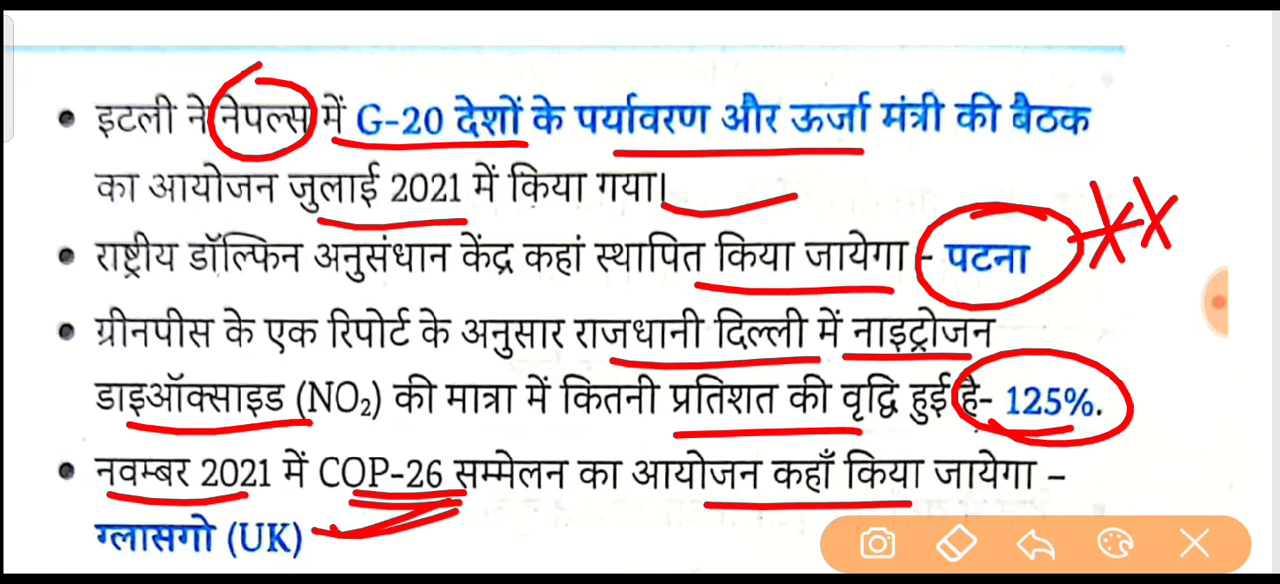 • इटली ने नेपल्स में G-20 देशों के पर्यावरण और ऊर्जा मंत्री की बैठक
का आयोजन जुलाई 2021 में किया गया।
• राष्ट्रीय डॉल्फिन अनुसंधान केंद्र कहां स्थापित किया जायेगा - पटना
• ग्रीनपीस के एक रिपोर्ट के अनुसार राजधानी दिल्ली में नाइट्रोजन
डाइऑक्साइड (NO₂) की मात्रा में कितनी प्रतिशत की वृद्धि हुई है- 125%.
• नवम्बर 2021 में COP-26 सम्मेलन का आयोजन कहाँ किया जायेगा –
ग्लासगो (UK)